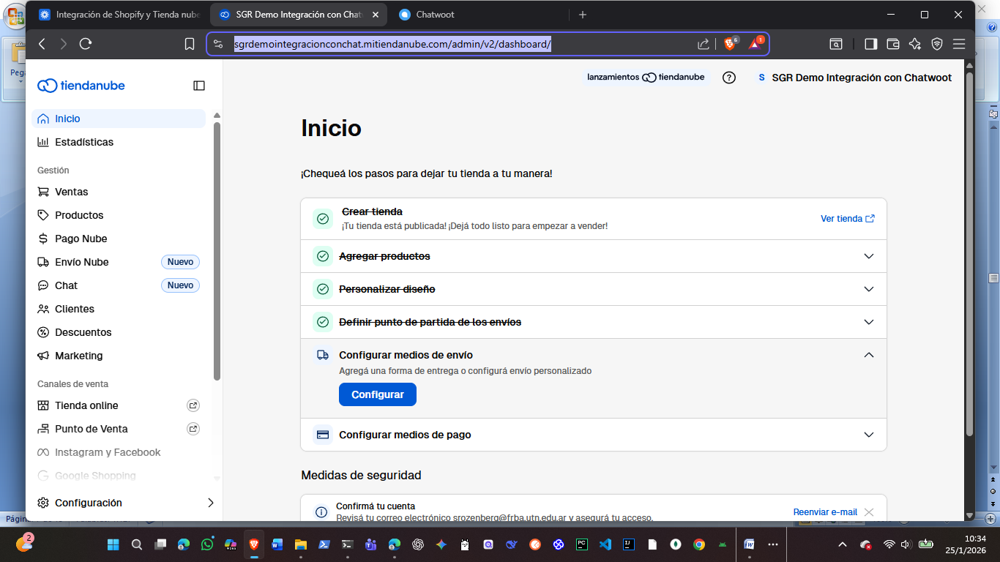 Integración de Shopify y Tienda nube
SGR Demo Integración con Chat
Chatwoot
sgrdemointegracionconchat.mitiendanube.com/admin/v2/dashboard/
6
1
Pega
tiendanube
lanzamientos tiendanube
S SGR Demo Integración con Chatwoot
Inicio
Estadísticas
Gestión
Ventas
Productos
Pago Nube
Envío Nube Nuevo
Chat Nuevo
Clientes
Descuentos
Marketing
Canales de venta
Tienda online
Punto de Venta
Instagram y Facebook
Google Shopping
Configuración
Inicio
¡Chequeá los pasos para dejar tu tienda a tu manera!
Crear tienda
¡Tu tienda está publicada! ¡Dejá todo listo para empezar a vender!
Ver tienda
Agregar productos
Personalizar diseño
Definir punto de partida de los envíos
Configurar medios de envío
Agregá una forma de entrega o configurá envío personalizado
Configurar
Configurar medios de pago
Medidas de seguridad
Confirmá tu cuenta
Revisá tu correo electrónico srozenberg@frba.utn.edu.ar y asegurá tu acceso.
Reenviar e-mail
2
10:34
25/1/2026